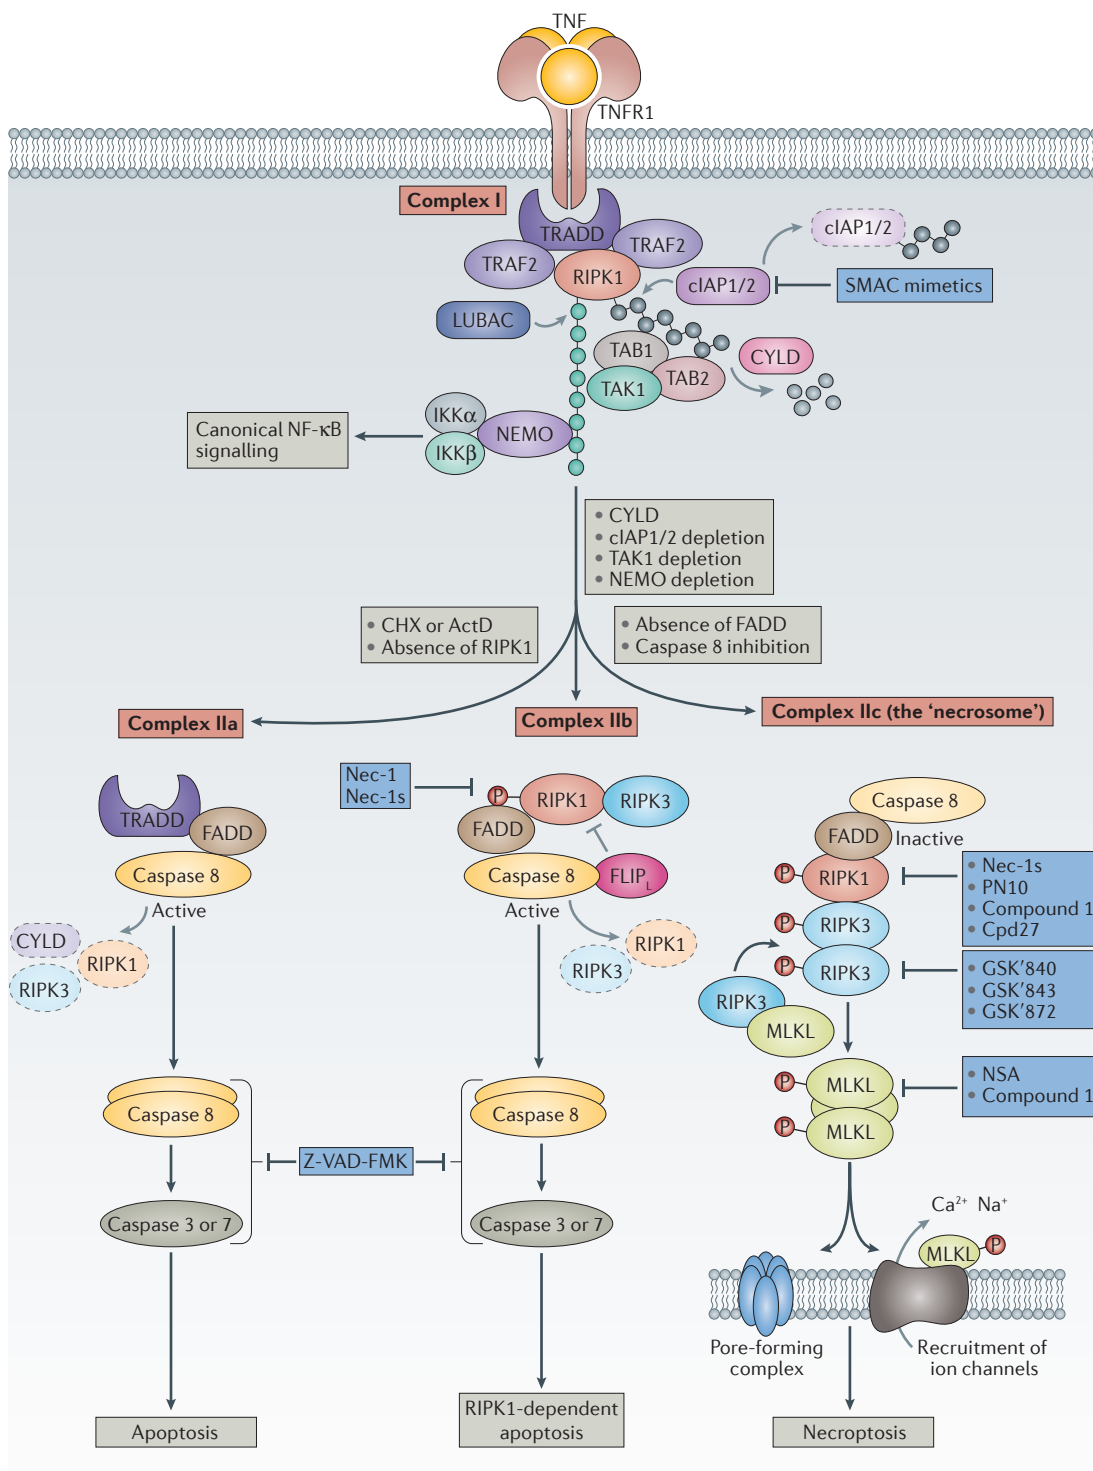 TNF
TNFR1
Complex I
TRADD
TRAF2
TRAF2
RIPK1
cIAP1/2
cIAP1/2
SMAC mimetics
LUBAC
TAB1
TAB2
TAK1
CYLD
IKKα
IKKβ
NEMO
Canonical NF-κB
signalling
• CYLD
• cIAP1/2 depletion
• TAK1 depletion
• NEMO depletion
• CHX or ActD
• Absence of RIPK1
• Absence of FADD
• Caspase 8 inhibition
Complex IIa
Complex IIb
Complex IIc (the ‘necrosome’)
TRADD
FADD
Caspase 8
Active
CYLD
RIPK1
RIPK3
Caspase 8
Caspase 3 or 7
Apoptosis
Nec-1
Nec-1s
P
RIPK1
RIPK3
FADD
Caspase 8
FLIPL
Active
RIPK1
RIPK3
Z-VAD-FMK
Caspase 8
Caspase 3 or 7
RIPK1-dependent
apoptosis
Caspase 8
FADD
Inactive
P
RIPK1
• Nec-1s
• PN10
• Compound 1
• Cpd27
P
RIPK3
P
RIPK3
• GSK′840
• GSK′843
• GSK′872
RIPK3
MLKL
P
MLKL
P
MLKL
• NSA
• Compound 1
Ca²⁺ Na⁺
MLKL
P
Pore-forming
complex
Recruitment of
ion channels
Necroptosis